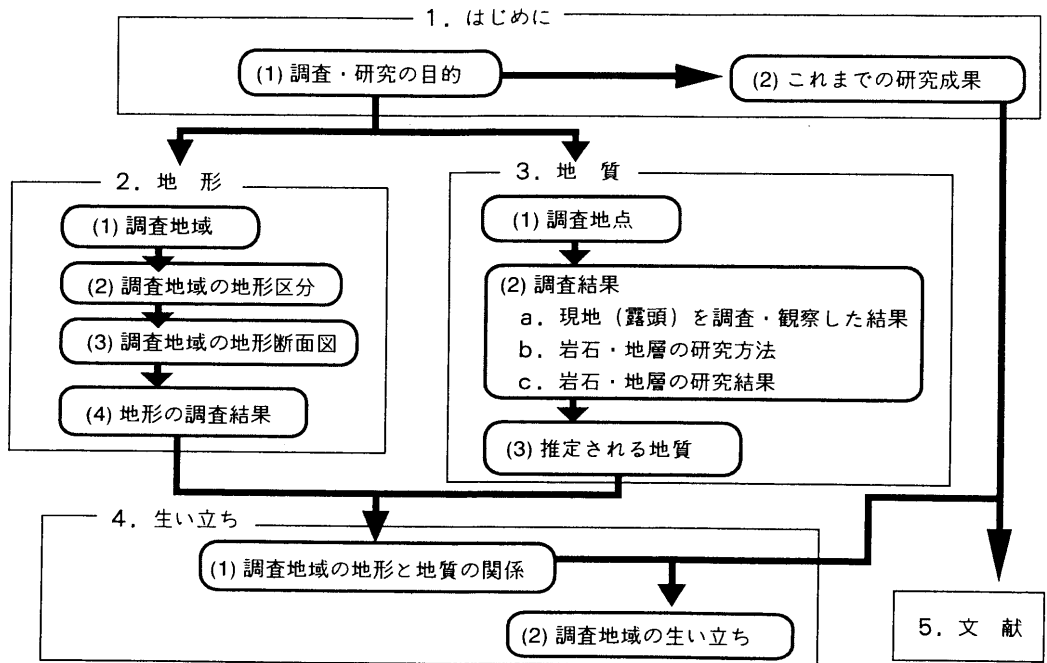 1．はじめに
(1) 調査・研究の目的
(2) これまでの研究成果
2．地　形
(1) 調査地域
(2) 調査地域の地形区分
(3) 調査地域の地形断面図
(4) 地形の調査結果
3．地　質
(1) 調査地点
(2) 調査結果
a．現地（露頭）を調査・観察した結果
b．岩石・地層の研究方法
c．岩石・地層の研究結果
(3) 推定される地質
4．生い立ち
(1) 調査地域の地形と地質の関係
(2) 調査地域の生い立ち
5．文　献